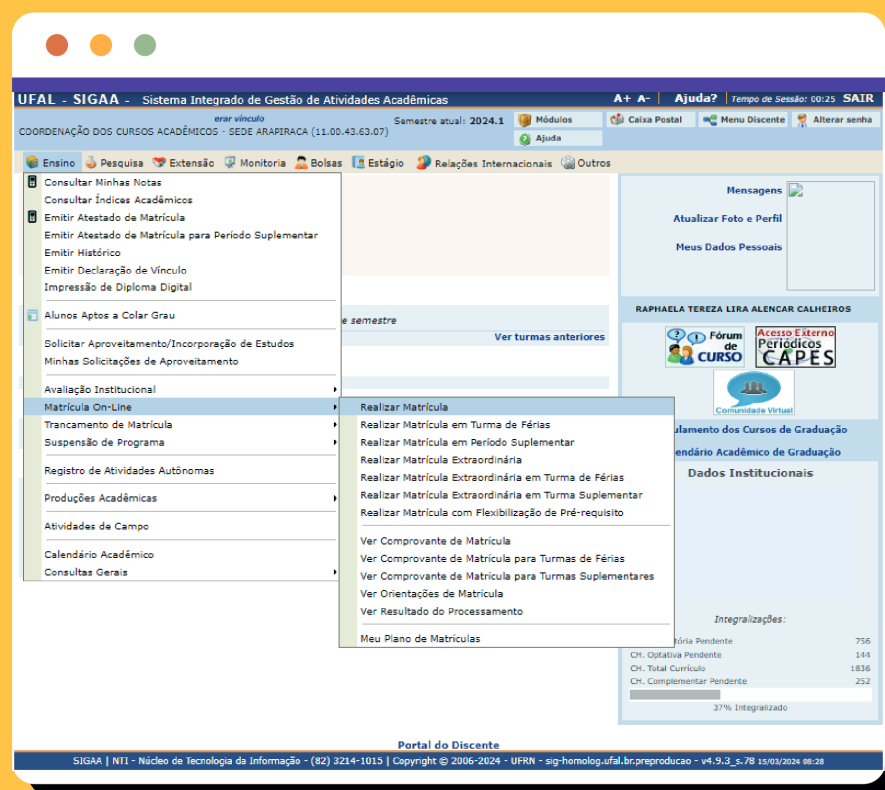 UFAL - SIGAA - Sistema Integrado de Gestão de Atividades Acadêmicas
A+ A- | Ajuda? | Tempo de Sessão: 00:25 SAIR
erar vínculo
COORDENAÇÃO DOS CURSOS ACADÊMICOS - SEDE ARAPIRACA (11.00.43.63.07)
Semestre atual: 2024.1
Módulos
Caixa Postal
Menu Discente
Alterar senha
Ajuda
Ensino Pesquisa Extensão Monitoria Bolsas Estágio Relações Internacionais Outros
Consultar Minhas Notas
Consultar Índices Acadêmicos
Emitir Atestado de Matrícula
Emitir Atestado de Matrícula para Período Suplementar
Emitir Histórico
Emitir Declaração de Vínculo
Impressão de Diploma Digital
Alunos Aptos a Colar Grau
Solicitar Aproveitamento/Incorporação de Estudos
Minhas Solicitações de Aproveitamento
Avaliação Institucional
Matrícula On-Line
Trancamento de Matrícula
Suspensão de Programa
Registro de Atividades Autônomas
Produções Acadêmicas
Atividades de Campo
Calendário Acadêmico
Consultas Gerais
e semestre
Ver turmas anteriores
Realizar Matrícula
Realizar Matrícula em Turma de Férias
Realizar Matrícula em Período Suplementar
Realizar Matrícula Extraordinária
Realizar Matrícula Extraordinária em Turma de Férias
Realizar Matrícula Extraordinária em Turma Suplementar
Realizar Matrícula com Flexibilização de Pré-requisito
Ver Comprovante de Matrícula
Ver Comprovante de Matrícula para Turmas de Férias
Ver Comprovante de Matrícula para Turmas Suplementares
Ver Orientações de Matrícula
Ver Resultado do Processamento
Meu Plano de Matrículas
Mensagens
Atualizar Foto e Perfil
Meus Dados Pessoais
RAPHAELA TEREZA LIRA ALENCAR CALHEIROS
Fórum
de
CURSO
Acesso Externo
Periódicos
CAPES
Comunidade Virtual
ulamento dos Cursos de Graduação
endário Acadêmico de Graduação
Dados Institucionais
Integralizações:
tória Pendente 756
CH. Optativa Pendente 144
CH. Total Currículo 1836
CH. Complementar Pendente 252
37% Integralizado
Portal do Discente
SIGAA | NTI - Núcleo de Tecnologia da Informação - (82) 3214-1015 | Copyright © 2006-2024 - UFRN - sig-homolog.ufal.br.preproducao - v4.9.3_s.78 15/03/2024 08:28